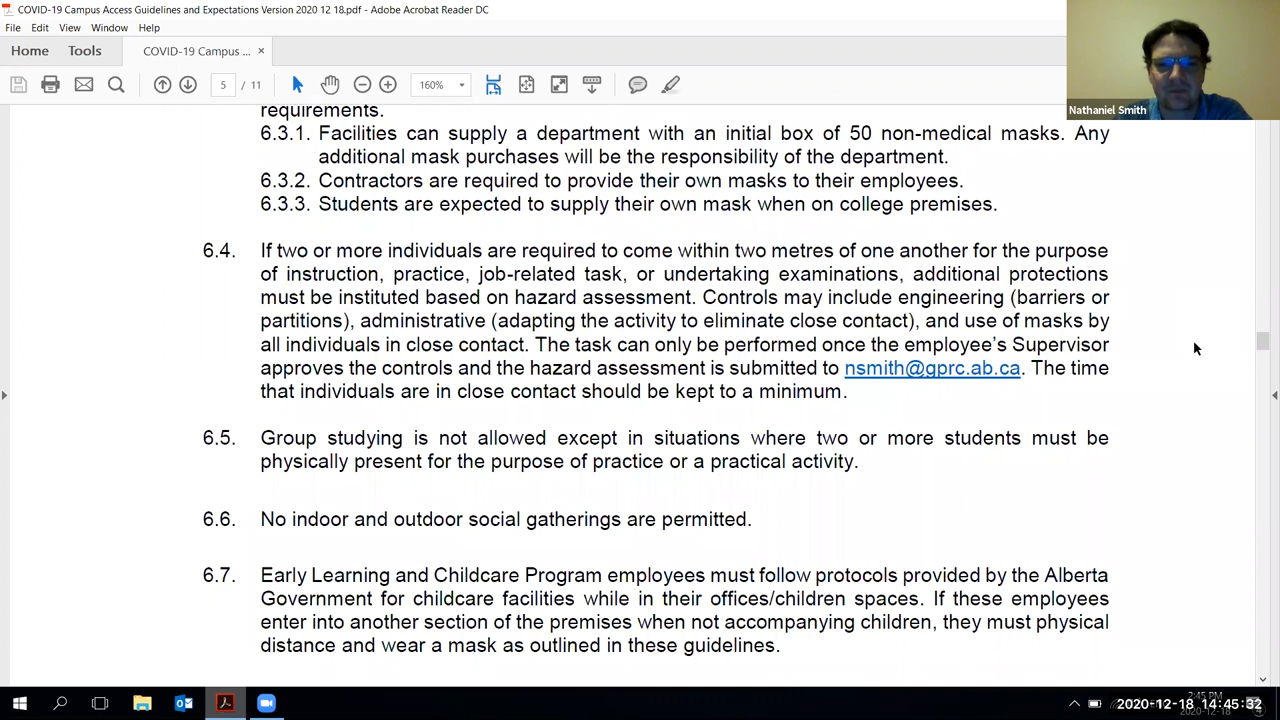 COVID-19 Campus Access Guidelines and Expectations Version 2020 12 18.pdf - Adobe Acrobat Reader DC
File Edit View Window Help
Home Tools COVID-19 Campus ... ×
5 / 11 160%
Nathaniel Smith
requirements.
6.3.1. Facilities can supply a department with an initial box of 50 non-medical masks. Any
additional mask purchases will be the responsibility of the department.
6.3.2. Contractors are required to provide their own masks to their employees.
6.3.3. Students are expected to supply their own mask when on college premises.
6.4. If two or more individuals are required to come within two metres of one another for the purpose
of instruction, practice, job-related task, or undertaking examinations, additional protections
must be instituted based on hazard assessment. Controls may include engineering (barriers or
partitions), administrative (adapting the activity to eliminate close contact), and use of masks by
all individuals in close contact. The task can only be performed once the employee's Supervisor
approves the controls and the hazard assessment is submitted to nsmith@gprc.ab.ca. The time
that individuals are in close contact should be kept to a minimum.
6.5. Group studying is not allowed except in situations where two or more students must be
physically present for the purpose of practice or a practical activity.
6.6. No indoor and outdoor social gatherings are permitted.
6.7. Early Learning and Childcare Program employees must follow protocols provided by the Alberta
Government for childcare facilities while in their offices/children spaces. If these employees
enter into another section of the premises when not accompanying children, they must physical
distance and wear a mask as outlined in these guidelines.
2:45 PM
2020-12-18 14:45:32
2020-12-18